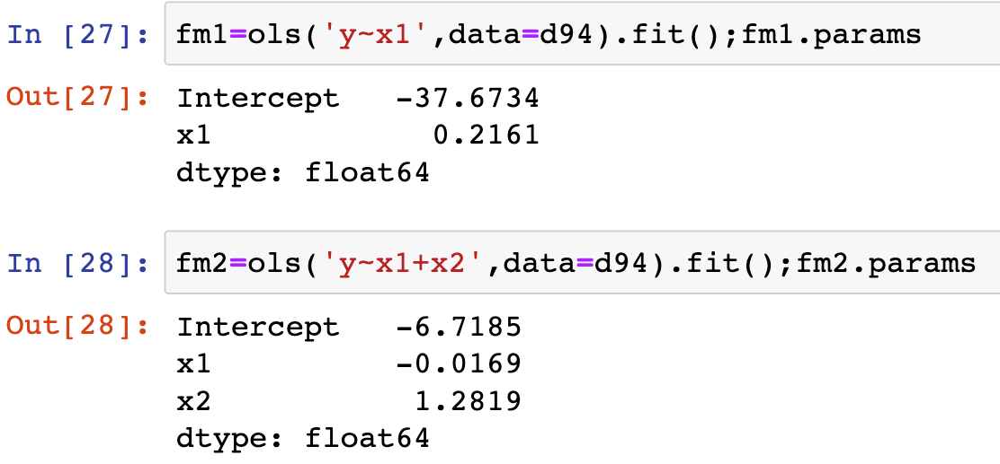 In [27]: fm1=ols('y~x1',data=d94).fit();fm1.params
Out[27]: Intercept   -37.6734
x1             0.2161
dtype: float64
In [28]: fm2=ols('y~x1+x2',data=d94).fit();fm2.params
Out[28]: Intercept   -6.7185
x1          -0.0169
x2           1.2819
dtype: float64